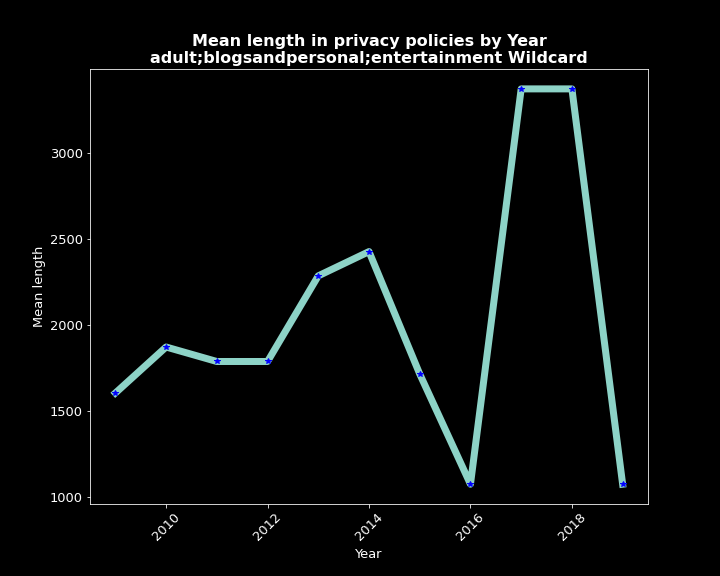 Mean length in privacy policies by Year
adult;blogsandpersonal;entertainment Wildcard
3000
2500
2000
1500
1000
Mean length
2010
2012
2014
2016
2018
Year